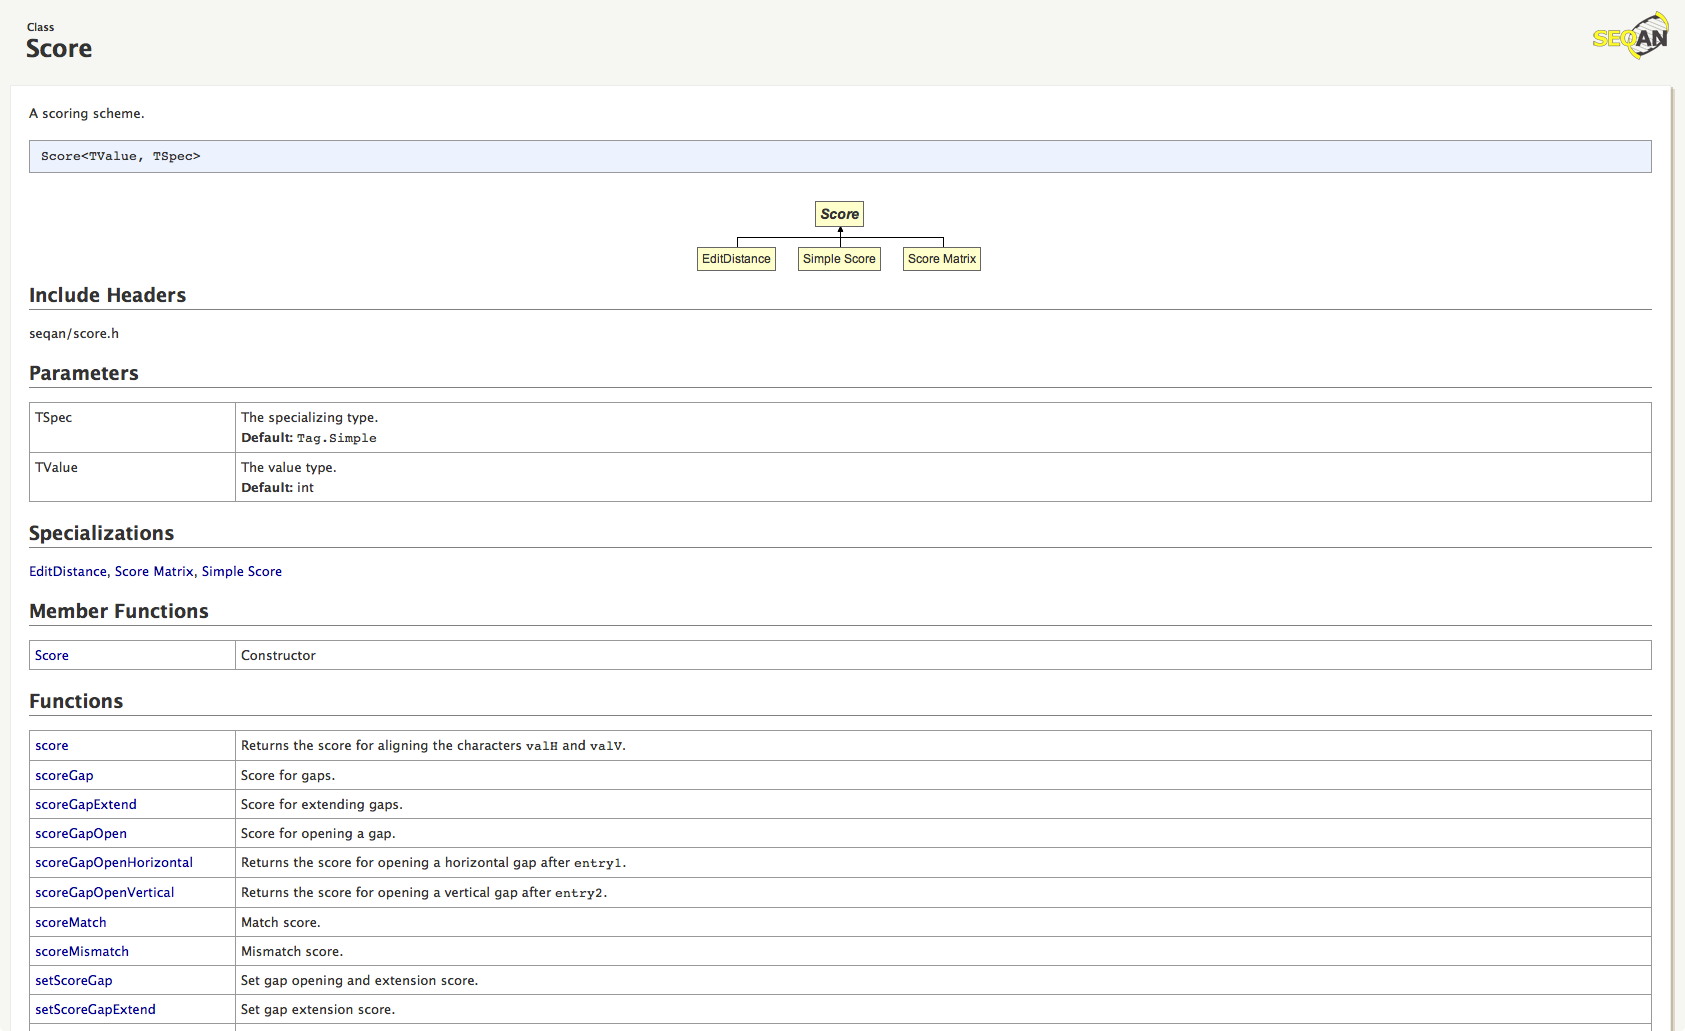 Class
Score
SEQAN
A scoring scheme.
Score<TValue, TSpec>
Score
EditDistance
Simple Score
Score Matrix
Include Headers
seqan/score.h
Parameters
TSpec
The specializing type.
Default: Tag.Simple
TValue
The value type.
Default: int
Specializations
EditDistance, Score Matrix, Simple Score
Member Functions
Score
Constructor
Functions
score
Returns the score for aligning the characters valH and valV.
scoreGap
Score for gaps.
scoreGapExtend
Score for extending gaps.
scoreGapOpen
Score for opening a gap.
scoreGapOpenHorizontal
Returns the score for opening a horizontal gap after entry1.
scoreGapOpenVertical
Returns the score for opening a vertical gap after entry2.
scoreMatch
Match score.
scoreMismatch
Mismatch score.
setScoreGap
Set gap opening and extension score.
setScoreGapExtend
Set gap extension score.